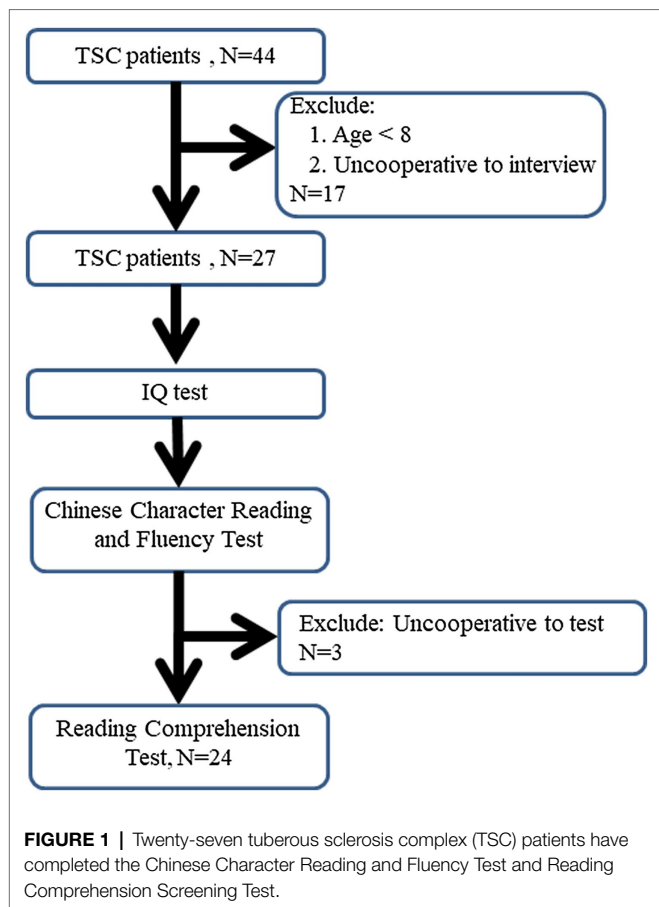 TSC patients , N=44
Exclude:
1. Age < 8
2. Uncooperative to interview
N=17
TSC patients , N=27
IQ test
Chinese Character Reading
and Fluency Test
Exclude: Uncooperative to test
N=3
Reading Comprehension
Test, N=24
FIGURE 1 | Twenty-seven tuberous sclerosis complex (TSC) patients have
completed the Chinese Character Reading and Fluency Test and Reading
Comprehension Screening Test.